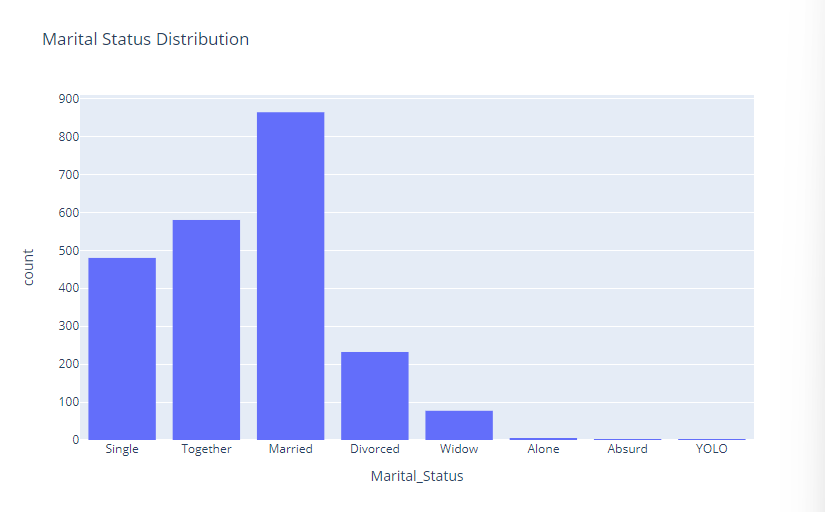 Marital Status Distribution
900
800
700
600
500
400
300
200
100
0
count
Single Together Married Divorced Widow Alone Absurd YOLO
Marital_Status